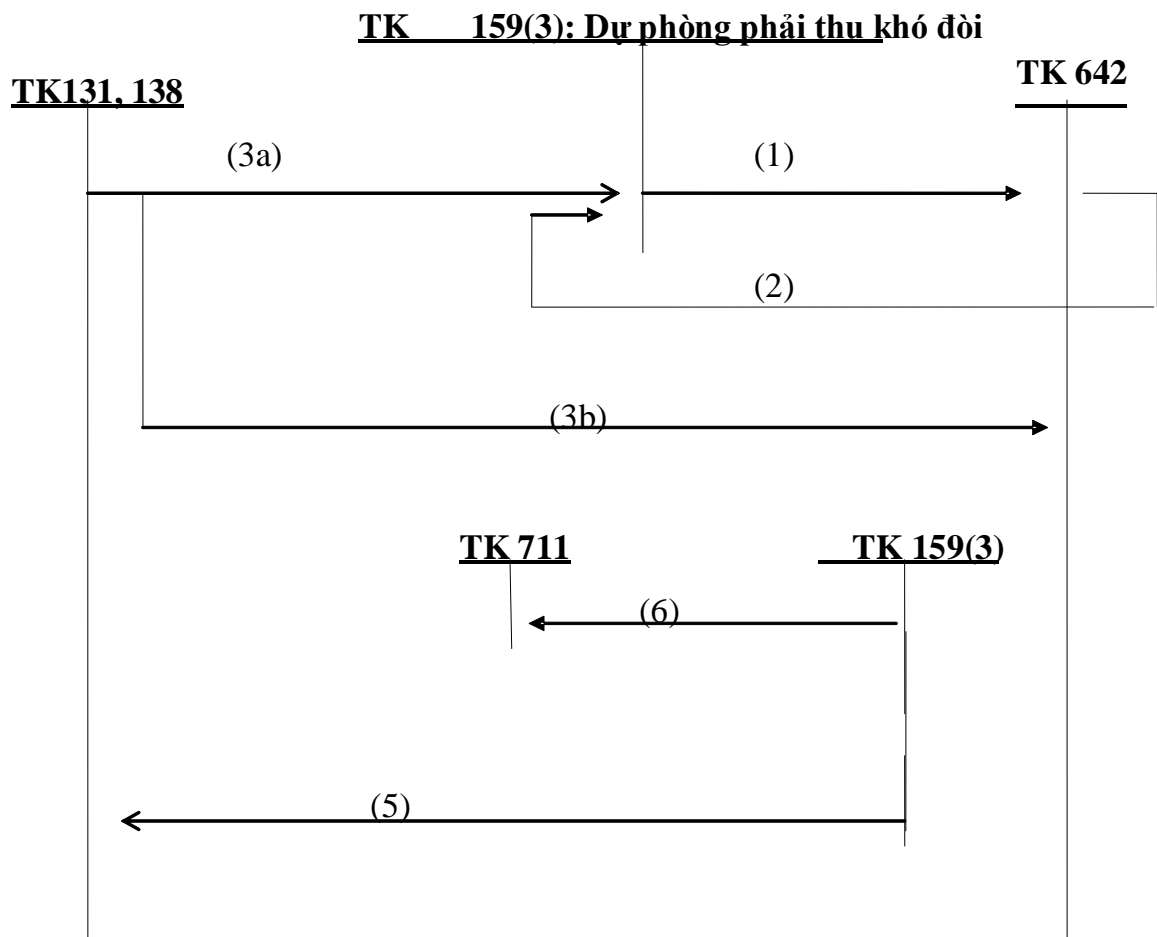 TK 159(3): Dự phòng phải thu khó đòi
TK 642
TK131, 138
(3a)
(1)
(2)
(3b)
TK 711
TK 159(3)
(6)
(5)